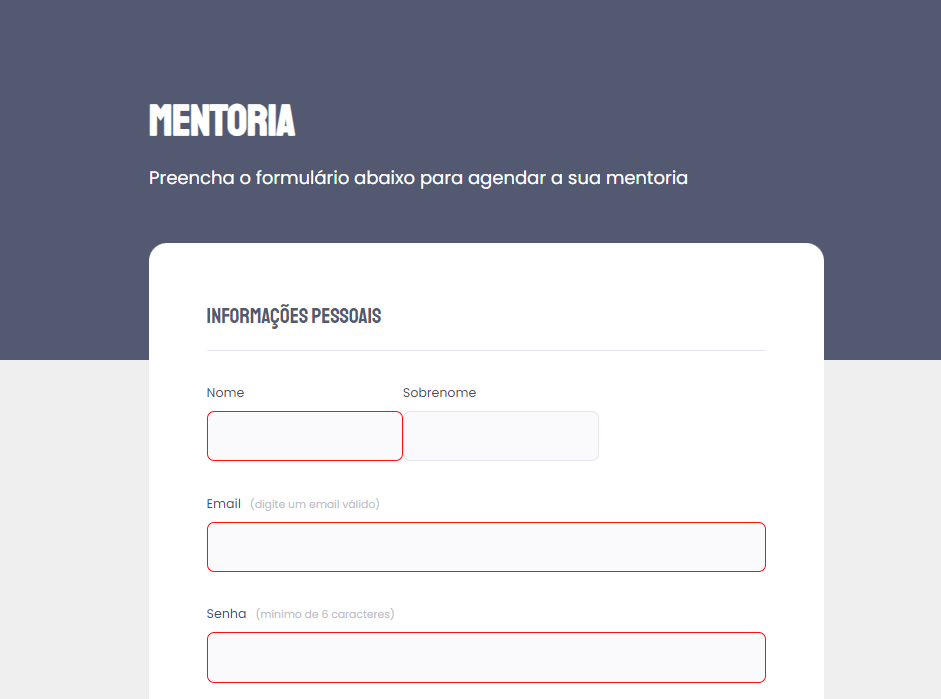 MENTORIA
Preencha o formulário abaixo para agendar a sua mentoria
INFORMAÇÕES PESSOAIS
Nome Sobrenome
Email (digite um email válido)
Senha (mínimo de 6 caracteres)